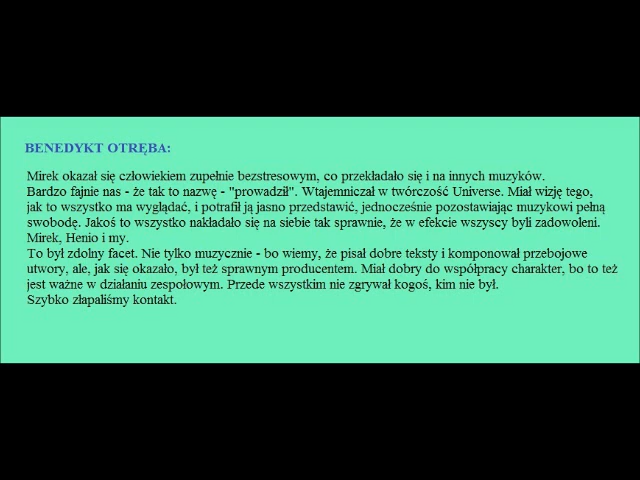 BENEDYKT OTRĘBA:
Mirek okazał się człowiekiem zupełnie bezstresowym, co przekładało się i na innych muzyków.
Bardzo fajnie nas - że tak to nazwę - "prowadził". Wtajemniczał w twórczość Universe. Miał wizję tego,
jak to wszystko ma wyglądać, i potrafił ją jasno przedstawić, jednocześnie pozostawiając muzykowi pełną
swobodę. Jakoś to wszystko nakładało się na siebie tak sprawnie, że w efekcie wszyscy byli zadowoleni.
Mirek, Henio i my.
To był zdolny facet. Nie tylko muzycznie - bo wiemy, że pisał dobre teksty i komponował przebojowe
utwory, ale, jak się okazało, był też sprawnym producentem. Miał dobry do współpracy charakter, bo to też
jest ważne w działaniu zespołowym. Przede wszystkim nie zgrywał kogoś, kim nie był.
Szybko złapaliśmy kontakt.